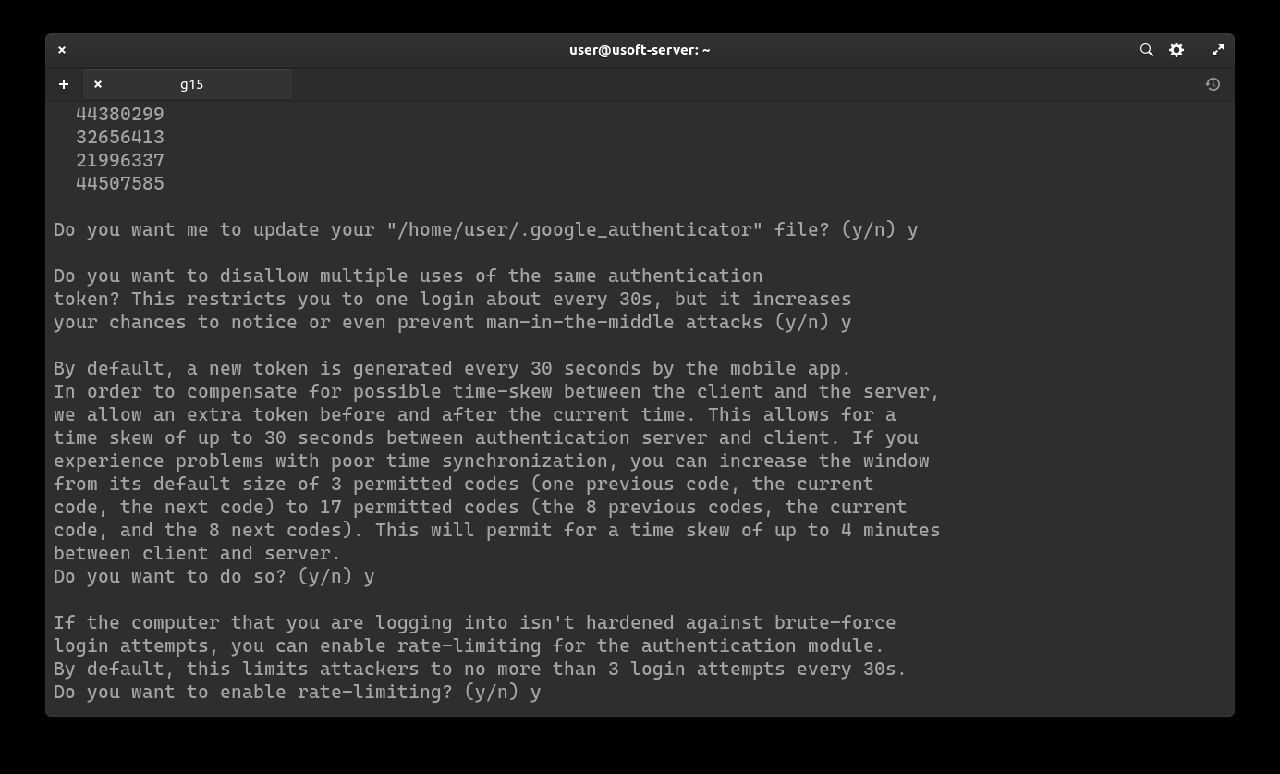 user@usoft-server: ~
g15
44380299
32656413
21996337
44507585
Do you want me to update your "/home/user/.google_authenticator" file? (y/n) y
Do you want to disallow multiple uses of the same authentication
token? This restricts you to one login about every 30s, but it increases
your chances to notice or even prevent man-in-the-middle attacks (y/n) y
By default, a new token is generated every 30 seconds by the mobile app.
In order to compensate for possible time-skew between the client and the server,
we allow an extra token before and after the current time. This allows for a
time skew of up to 30 seconds between authentication server and client. If you
experience problems with poor time synchronization, you can increase the window
from its default size of 3 permitted codes (one previous code, the current
code, the next code) to 17 permitted codes (the 8 previous codes, the current
code, and the 8 next codes). This will permit for a time skew of up to 4 minutes
between client and server.
Do you want to do so? (y/n) y
If the computer that you are logging into isn't hardened against brute-force
login attempts, you can enable rate-limiting for the authentication module.
By default, this limits attackers to no more than 3 login attempts every 30s.
Do you want to enable rate-limiting? (y/n) y